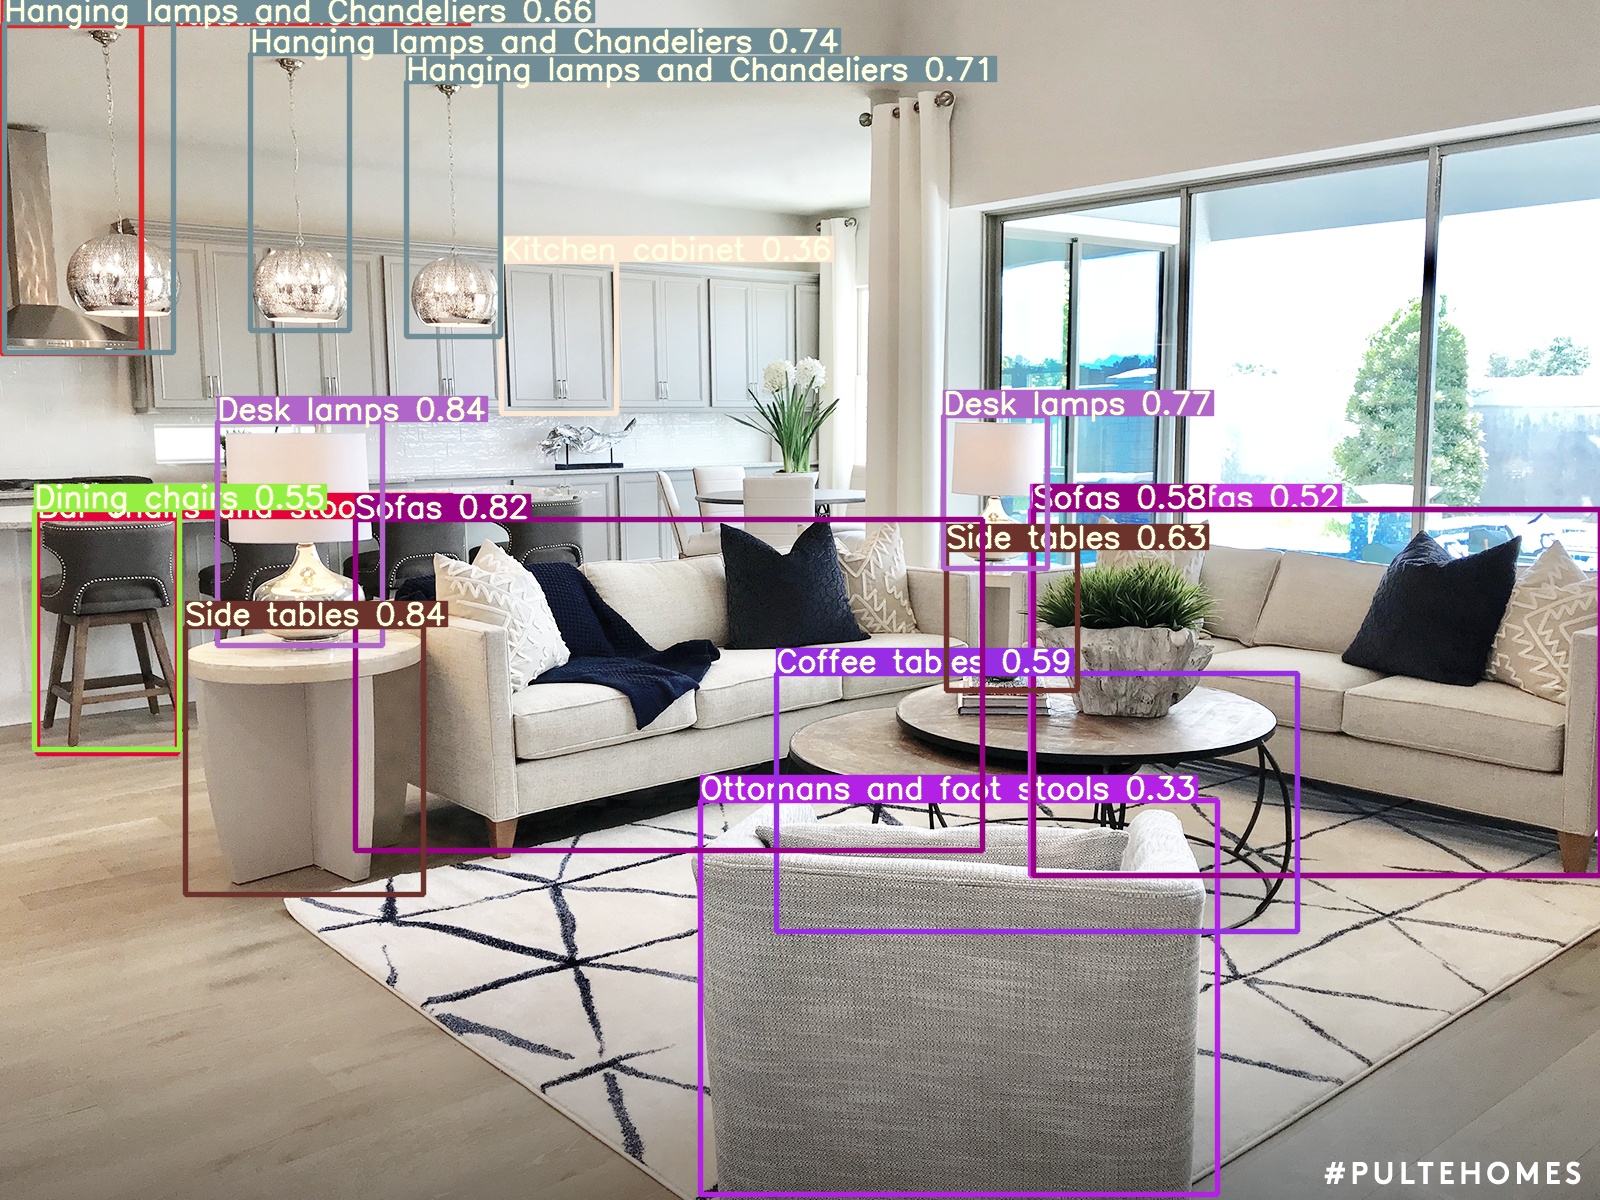 Hanging lamps and Chandeliers 0.66
Hanging lamps and Chandeliers 0.74
Hanging lamps and Chandeliers 0.71
Kitchen cabinet 0.36
Desk lamps 0.84
Desk lamps 0.77
Dining chairs 0.55
Sofas 0.82
Sofas 0.58
fas 0.52
Side tables 0.63
Side tables 0.84
Coffee tables 0.59
Ottomans and foot stools 0.33
#PULTEHOMES